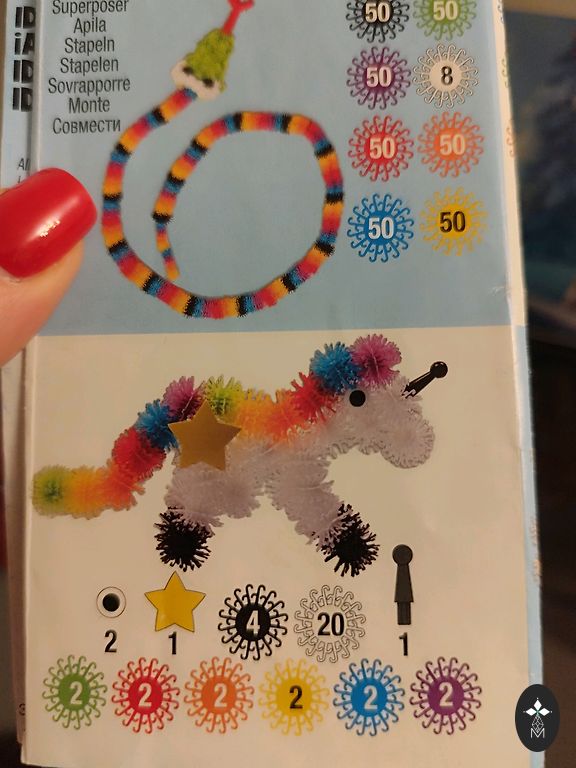 Superposer
Apila
Stapeln
Stapelen
Sovrapporre
Monte
Совмести
50 50
50 8
50 50
50 50
2 1 4 20 1
2 2 2 2 2 2
M